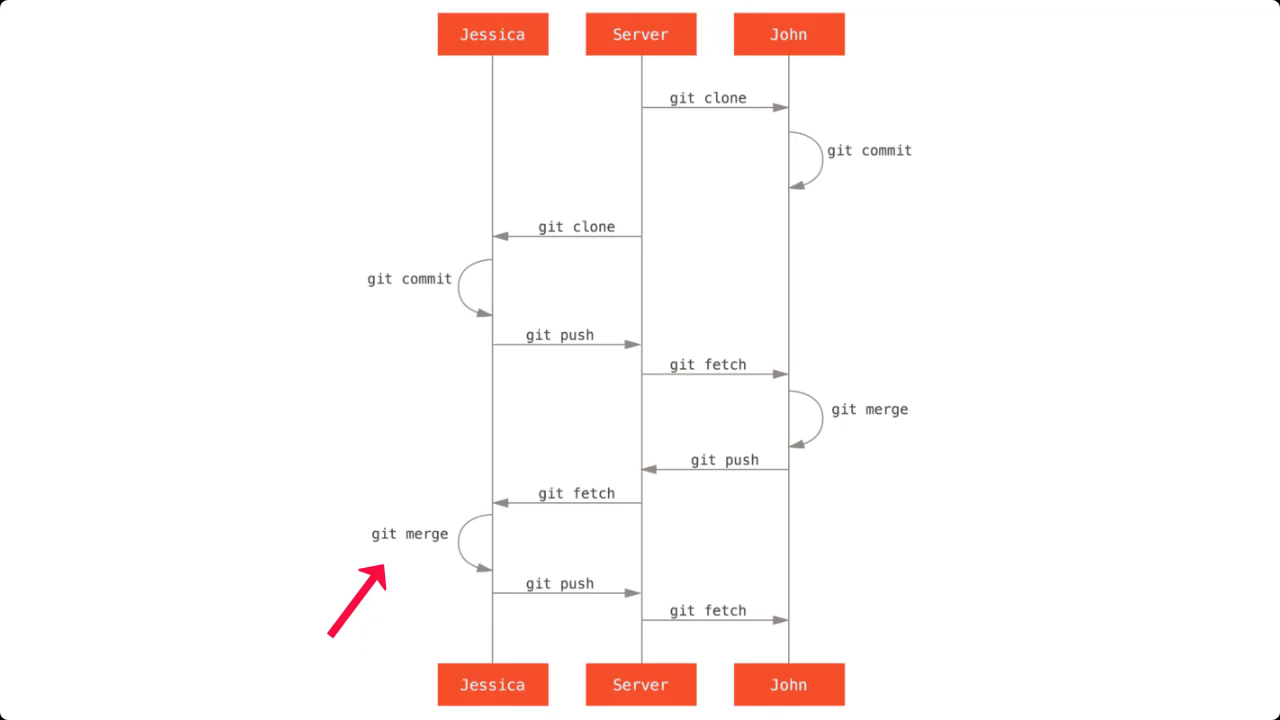 Jessica
Server
John
git clone
git commit
git clone
git commit
git push
git fetch
git merge
git push
git fetch
git merge
git push
git fetch
Jessica
Server
John